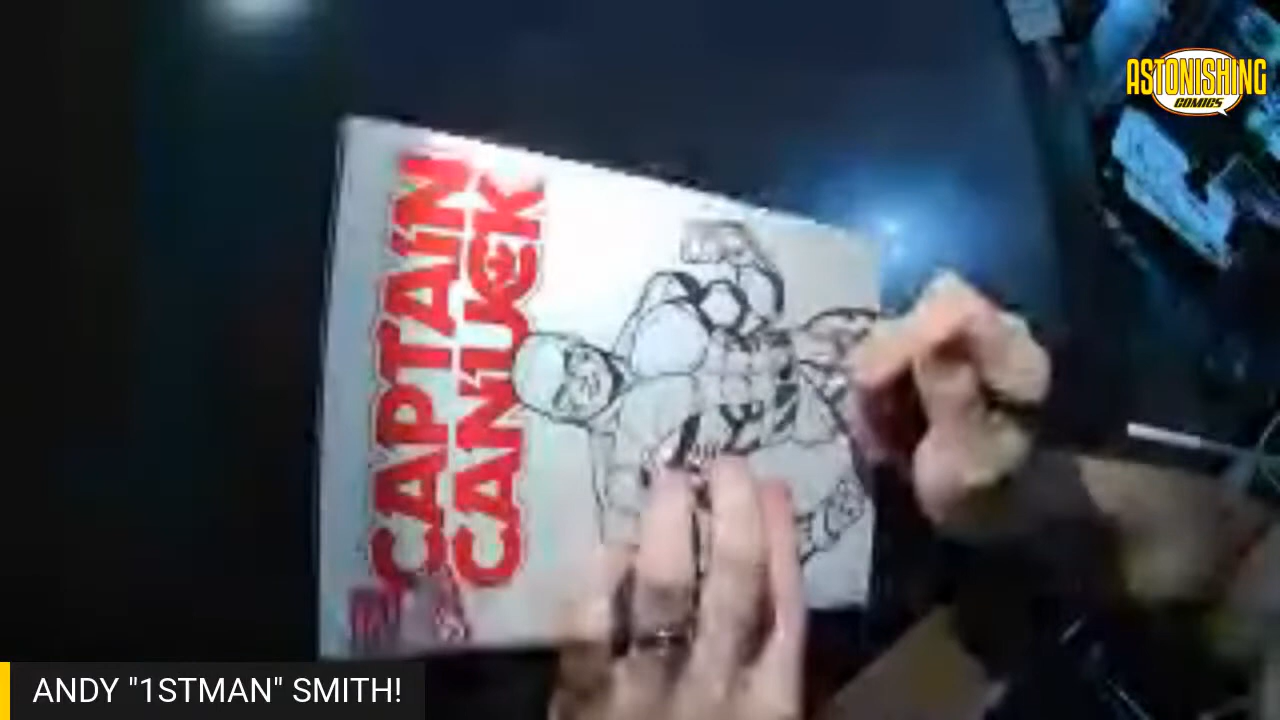 ASTONISHING
COMICS
CAPTAIN
CANUCK
ANDY "1STMAN" SMITH!